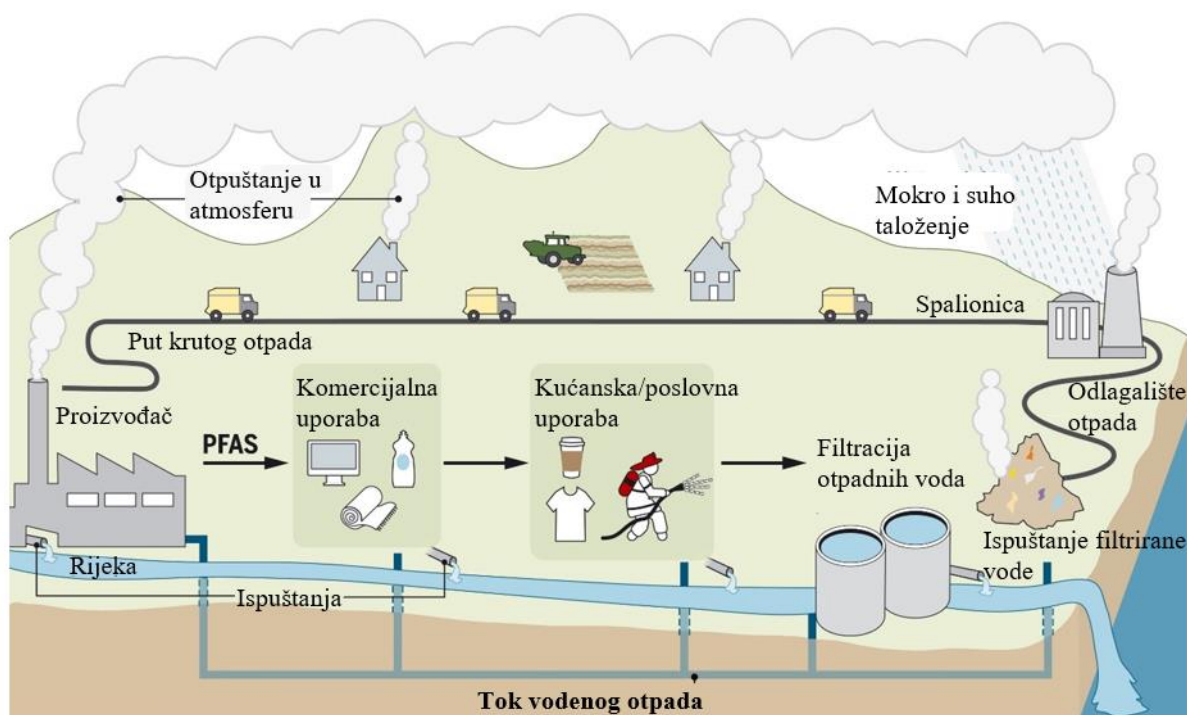 Otpuštanje u
atmosferu
Mokro i suho
taloženje
Spalionica
Put krutog otpada
Odlagalište
otpada
Proizvođač
PFAS
Komercijalna
uporaba
Kućanska/poslovna
uporaba
Filtracija
otpadnih voda
Ispuštanje filtrirane
vode
Rijeka
Ispuštanja
Tok vodenog otpada